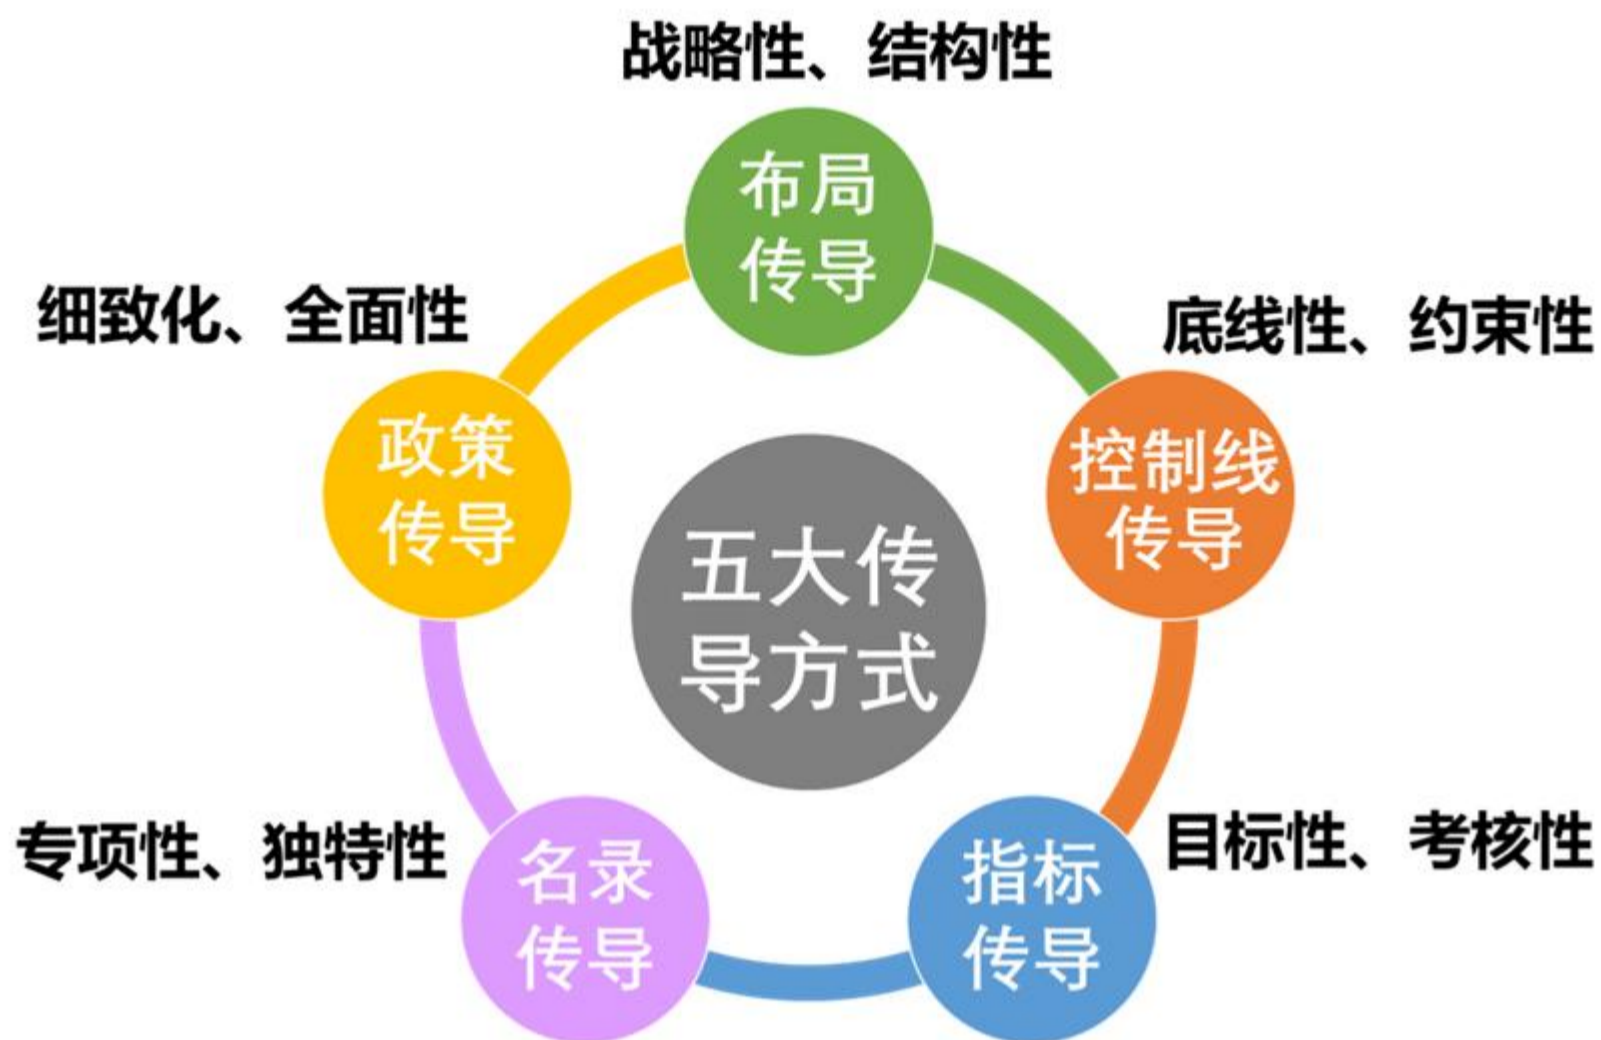 战略性、结构性
布局
传导
细致化、全面性
底线性、约束性
政策
传导
控制线
传导
五大传
导方式
专项性、独特性
目标性、考核性
名录
传导
指标
传导